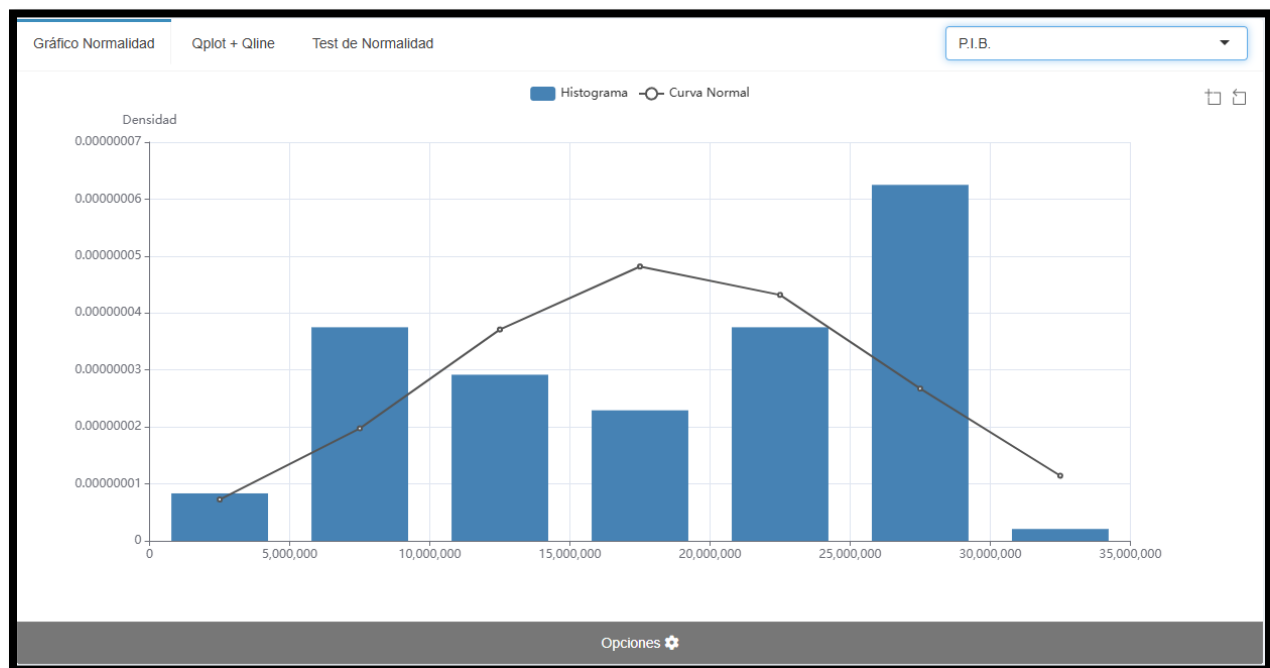 Gráfico Normalidad Qplot + Qline Test de Normalidad P.I.B.
Histograma Curva Normal
Densidad
0.00000007
0.00000006
0.00000005
0.00000004
0.00000003
0.00000002
0.00000001
0
0 5,000,000 10,000,000 15,000,000 20,000,000 25,000,000 30,000,000 35,000,000
Opciones